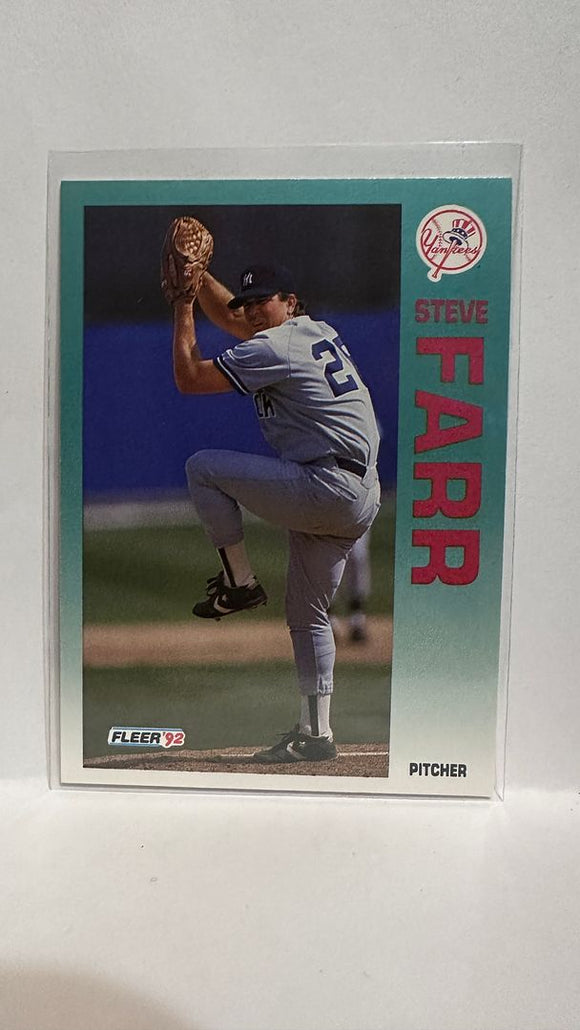 Yankees
STEVE
FARR
FLEER '92
PITCHER